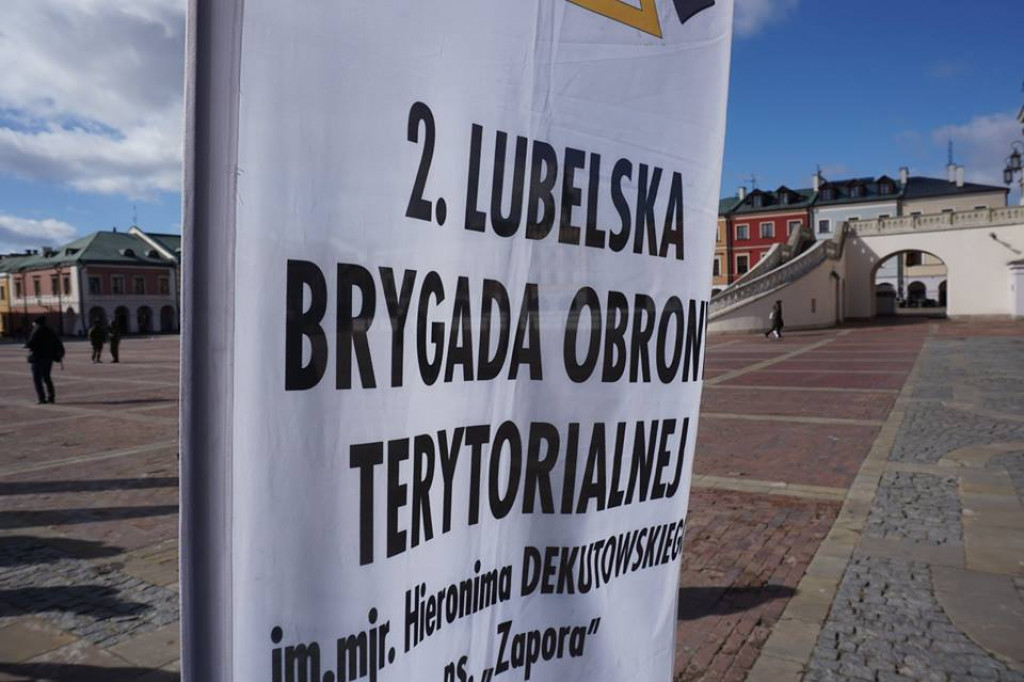 2. LUBELSKA
BRYGADA OBRONY
TERYTORIALNEJ
im.mjr. Hieronima DEKUTOWSKIEGO
ps. „Zapora”